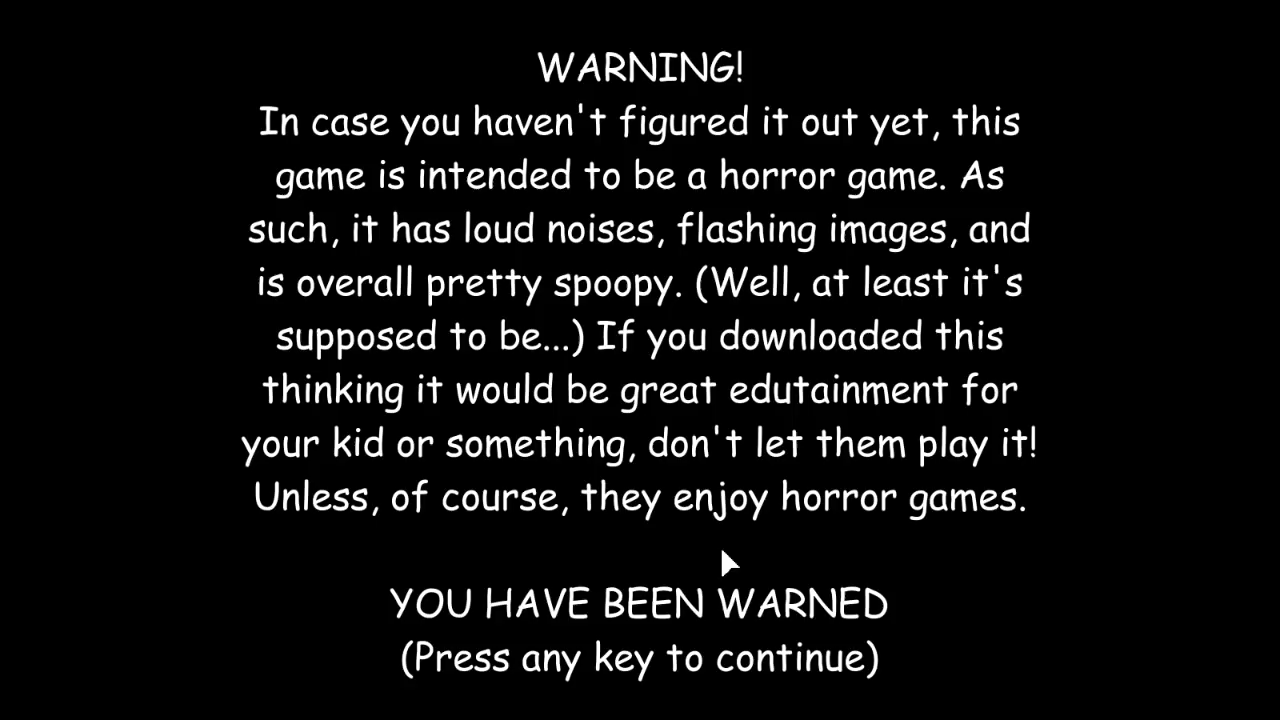 WARNING!
In case you haven't figured it out yet, this
game is intended to be a horror game. As
such, it has loud noises, flashing images, and
is overall pretty spoopy. (Well, at least it's
supposed to be...) If you downloaded this
thinking it would be great edutainment for
your kid or something, don't let them play it!
Unless, of course, they enjoy horror games.
YOU HAVE BEEN WARNED
(Press any key to continue)